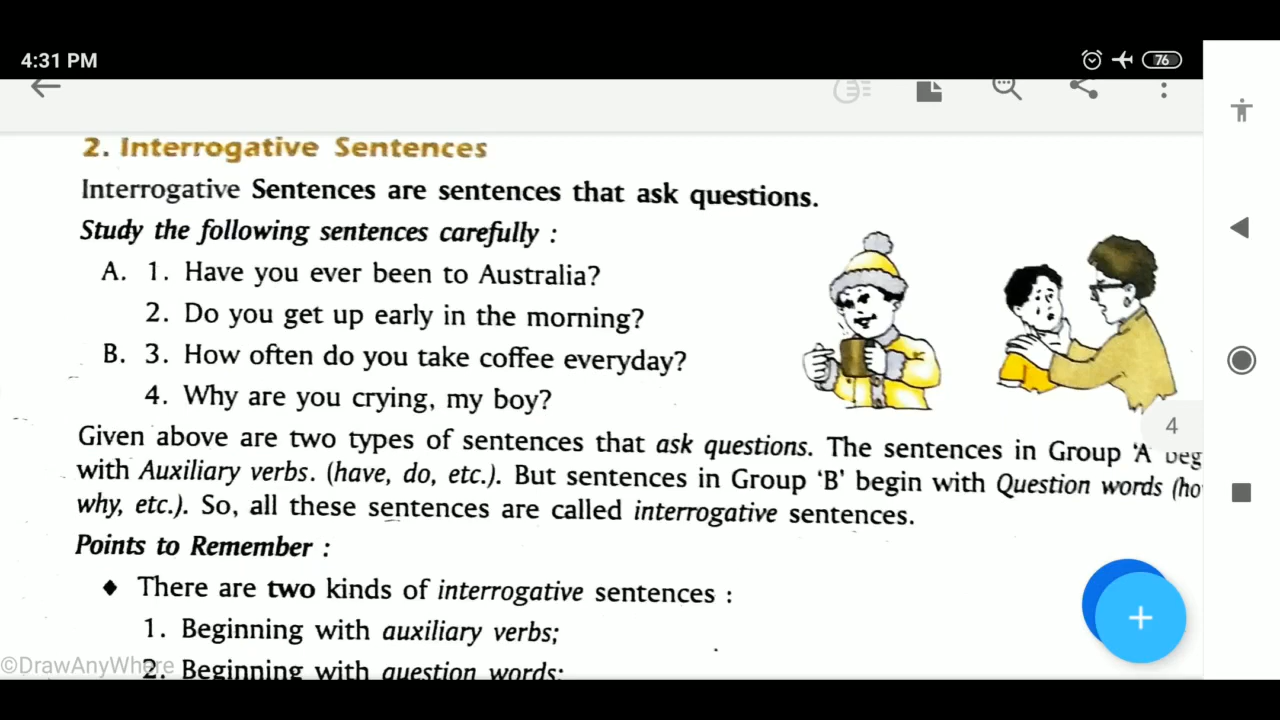 4:31 PM
76
2. Interrogative Sentences
Interrogative Sentences are sentences that ask questions.
Study the following sentences carefully :
A. 1. Have you ever been to Australia?
2. Do you get up early in the morning?
B. 3. How often do you take coffee everyday?
4. Why are you crying, my boy?
4
Given above are two types of sentences that ask questions. The sentences in Group ‘A’ beg
with Auxiliary verbs. (have, do, etc.). But sentences in Group ‘B’ begin with Question words (ho
why, etc.). So, all these sentences are called interrogative sentences.
Points to Remember :
♦ There are two kinds of interrogative sentences :
1. Beginning with auxiliary verbs;
2. Beginning with question words;
©DrawAnyWhere